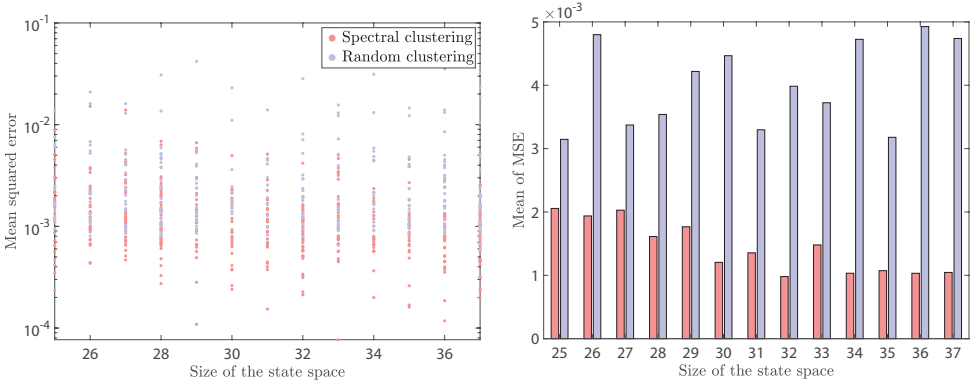 10^-1
10^-2
10^-3
10^-4
Mean squared error
Spectral clustering
Random clustering
26 28 30 32 34 36
Size of the state space
×10^-3
5
4
3
2
1
0
Mean of MSE
25 26 27 28 29 30 31 32 33 34 35 36 37
Size of the state space